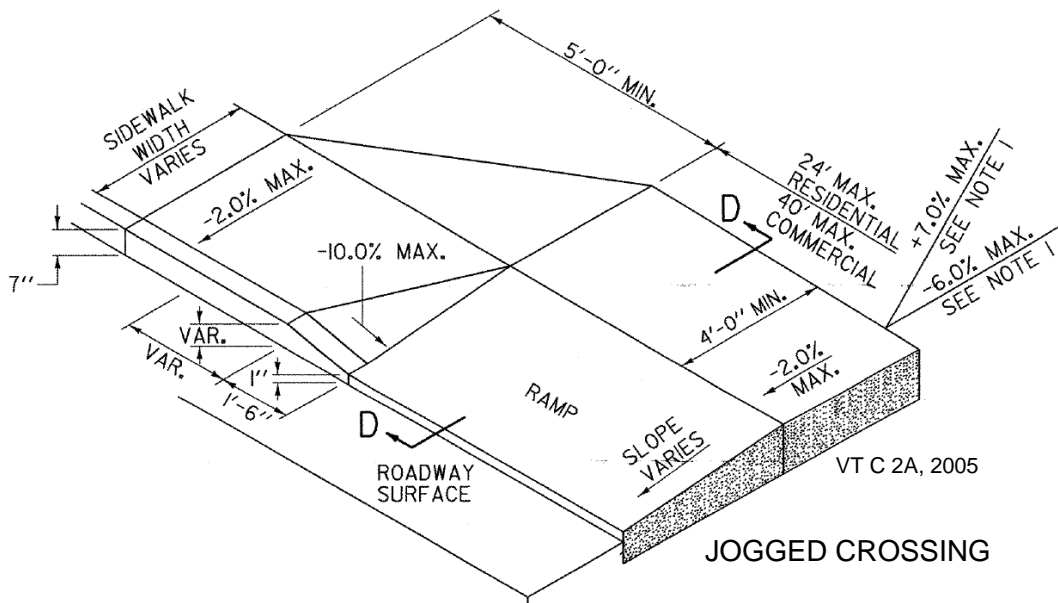 5'-0" MIN.
SIDEWALK
WIDTH
VARIES
-2.0% MAX.
24' MAX.
RESIDENTIAL
40' MAX.
COMMERCIAL
+7.0% MAX.
SEE NOTE 1
-6.0% MAX.
SEE NOTE 1
D
-10.0% MAX.
7"
4'-0" MIN.
VAR.
VAR.
1"
1'-6"
-2.0%
MAX.
RAMP
D
SLOPE
VARIES
ROADWAY
SURFACE
VT C 2A, 2005
JOGGED CROSSING